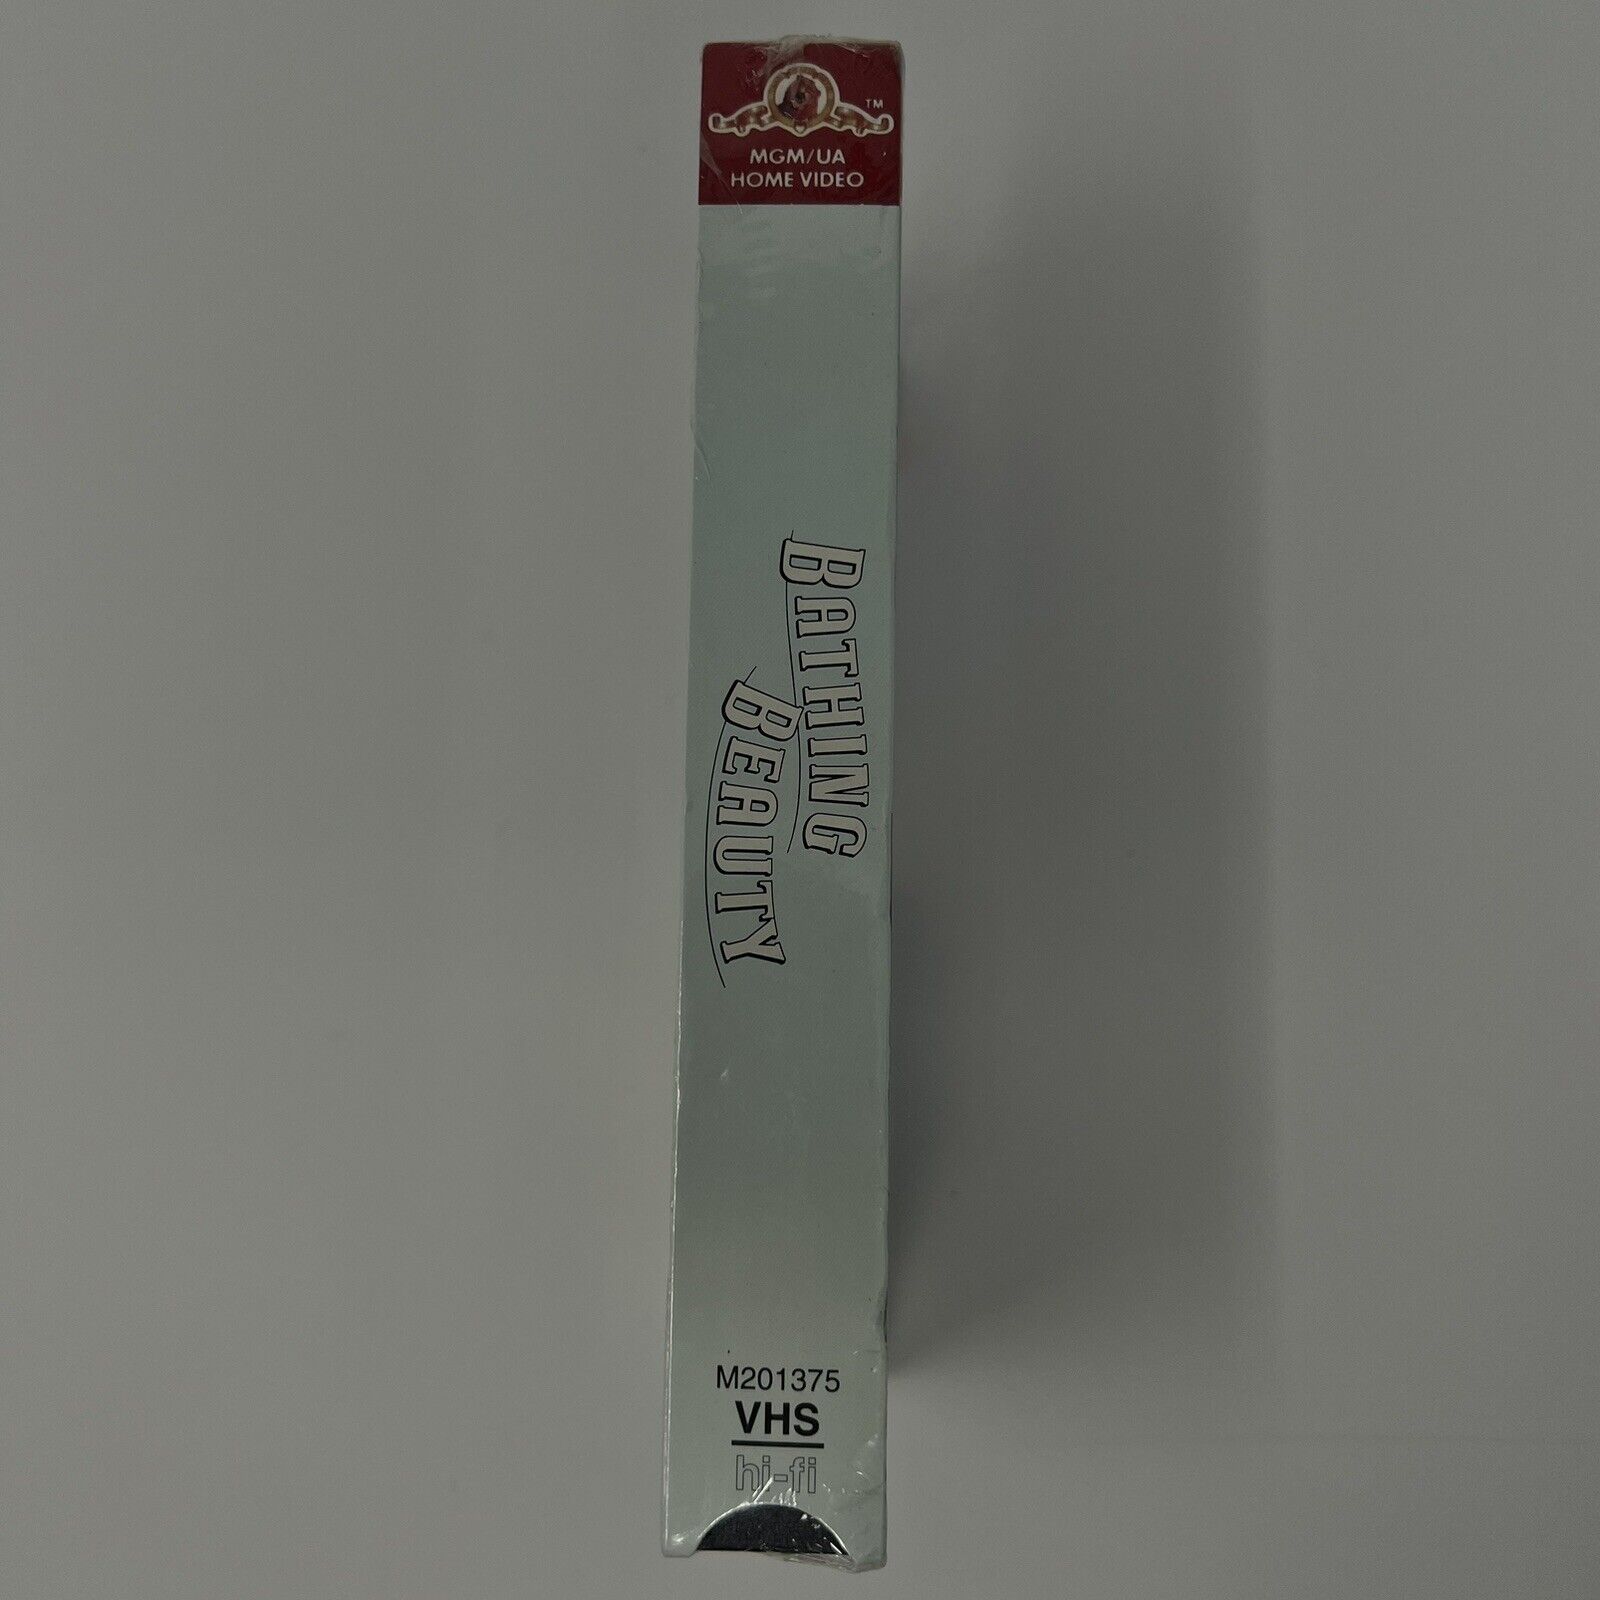 TM
MGM/UA
HOME VIDEO
BATHING
BEAUTY
M201375
VHS
hi-fi